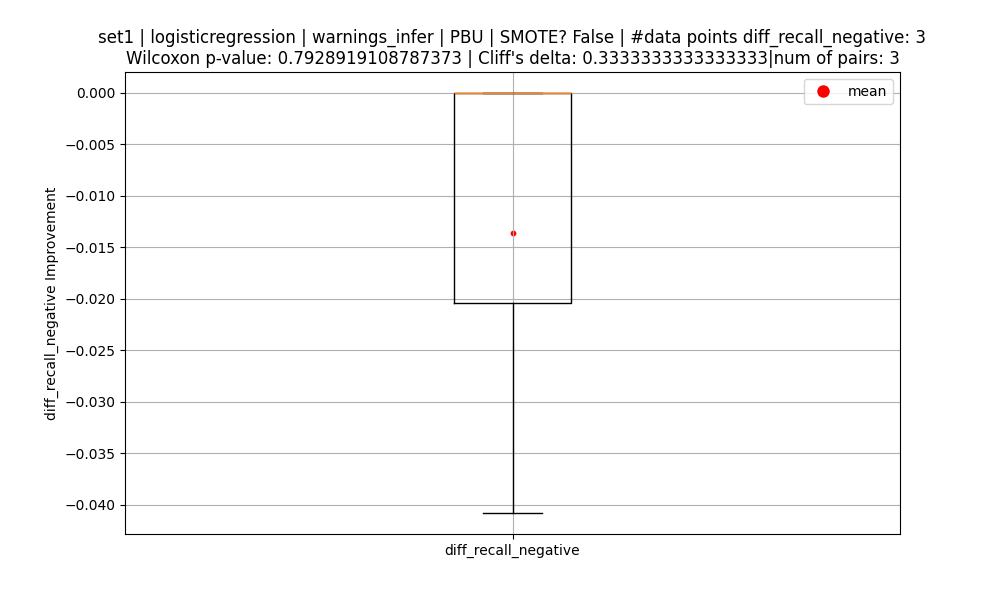 set1 | logisticregression | warnings_infer | PBU | SMOTE? False | #data points diff_recall_negative: 3
Wilcoxon p-value: 0.7928919108787373 | Cliff's delta: 0.3333333333333333|num of pairs: 3
mean
0.000
−0.005
−0.010
−0.015
−0.020
−0.025
−0.030
−0.035
−0.040
diff_recall_negative Improvement
diff_recall_negative